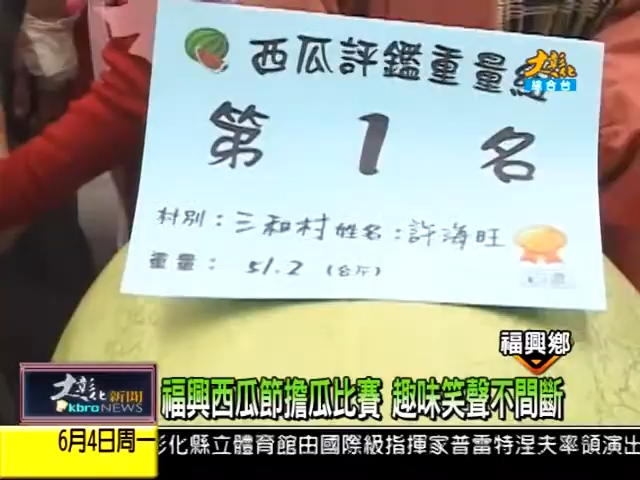 西瓜評鑑重量組
大彰化
綜合台
第1名
村別：三和村 姓名：許海旺
重量： 51.2 (公斤)
福興鄉
大彰化新聞
kbro NEWS
福興西瓜節擔瓜比賽 趣味笑聲不間斷
6月4日周一
彰化縣立體育館由國際級指揮家普雷特涅夫率領演出